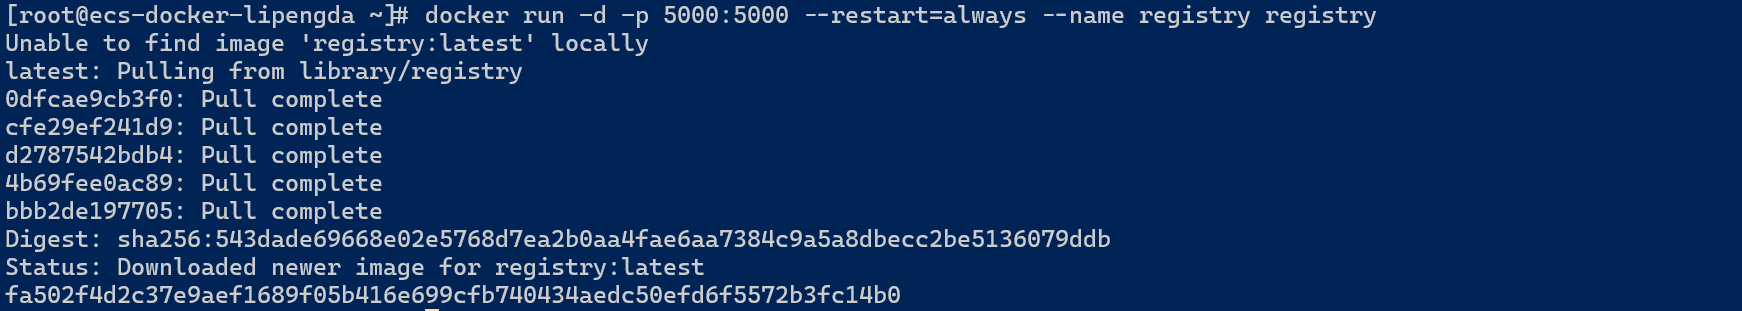 [root@ecs-docker-lipengda ~]# docker run -d -p 5000:5000 --restart=always --name registry registry
Unable to find image 'registry:latest' locally
latest: Pulling from library/registry
0dfcae9cb3f0: Pull complete
cfe29ef241d9: Pull complete
d2787542bdb4: Pull complete
4b69fee0ac89: Pull complete
bbb2de197705: Pull complete
Digest: sha256:543dade69668e02e5768d7ea2b0aa4fae6aa7384c9a5a8dbecc2be5136079ddb
Status: Downloaded newer image for registry:latest
fa502f4d2c37e9aef1689f05b416e699cfb740434aedc50efd6f5572b3fc14b0